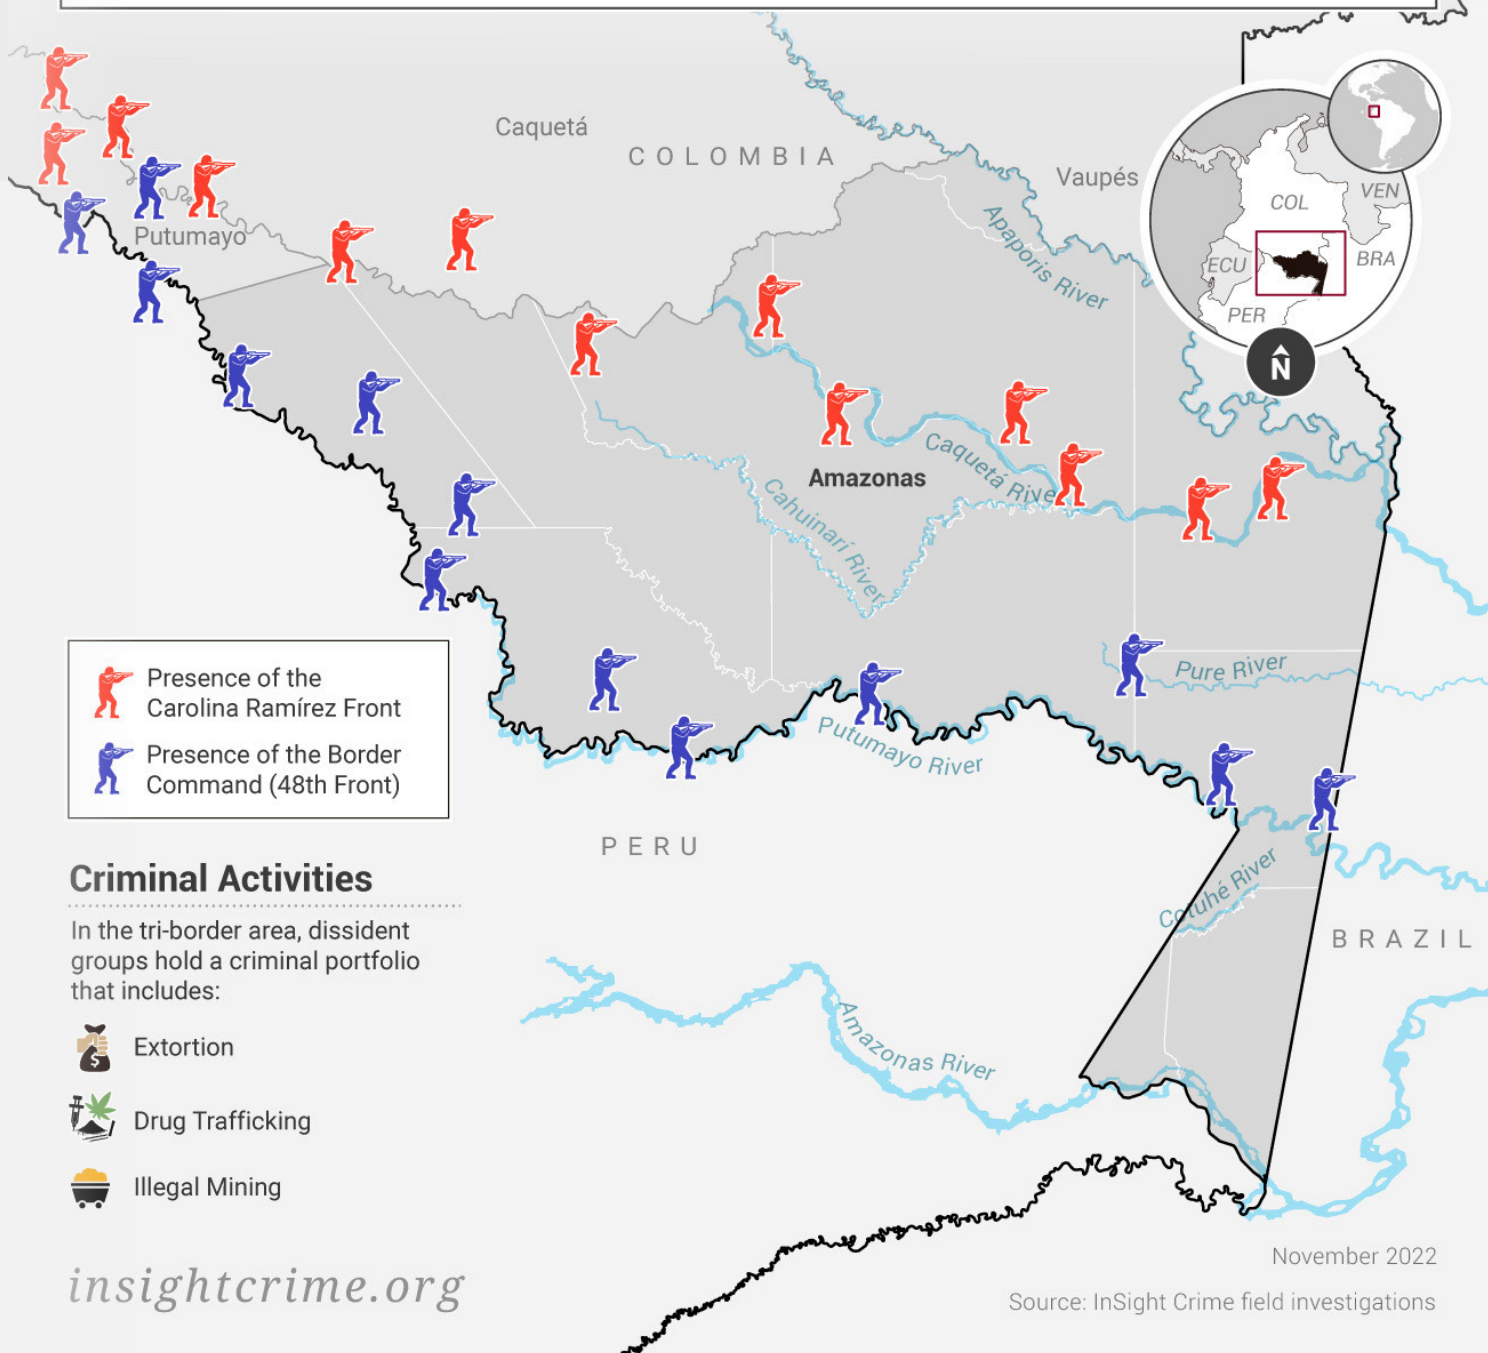 Caquetá
COLOMBIA
Vaupés
Putumayo
Apaporis River
COL
VEN
ECU
BRA
PER
N
Amazonas
Caquetá Rive
Cahuinarí River
Pure River
Putumayo River
Presence of the
Carolina Ramírez Front
Presence of the Border
Command (48th Front)
PERU
Cotuhé River
BRAZIL
Amazonas River
Criminal Activities
In the tri-border area, dissident
groups hold a criminal portfolio
that includes:
$
Extortion
Drug Trafficking
Illegal Mining
insightcrime.org
November 2022
Source: InSight Crime field investigations